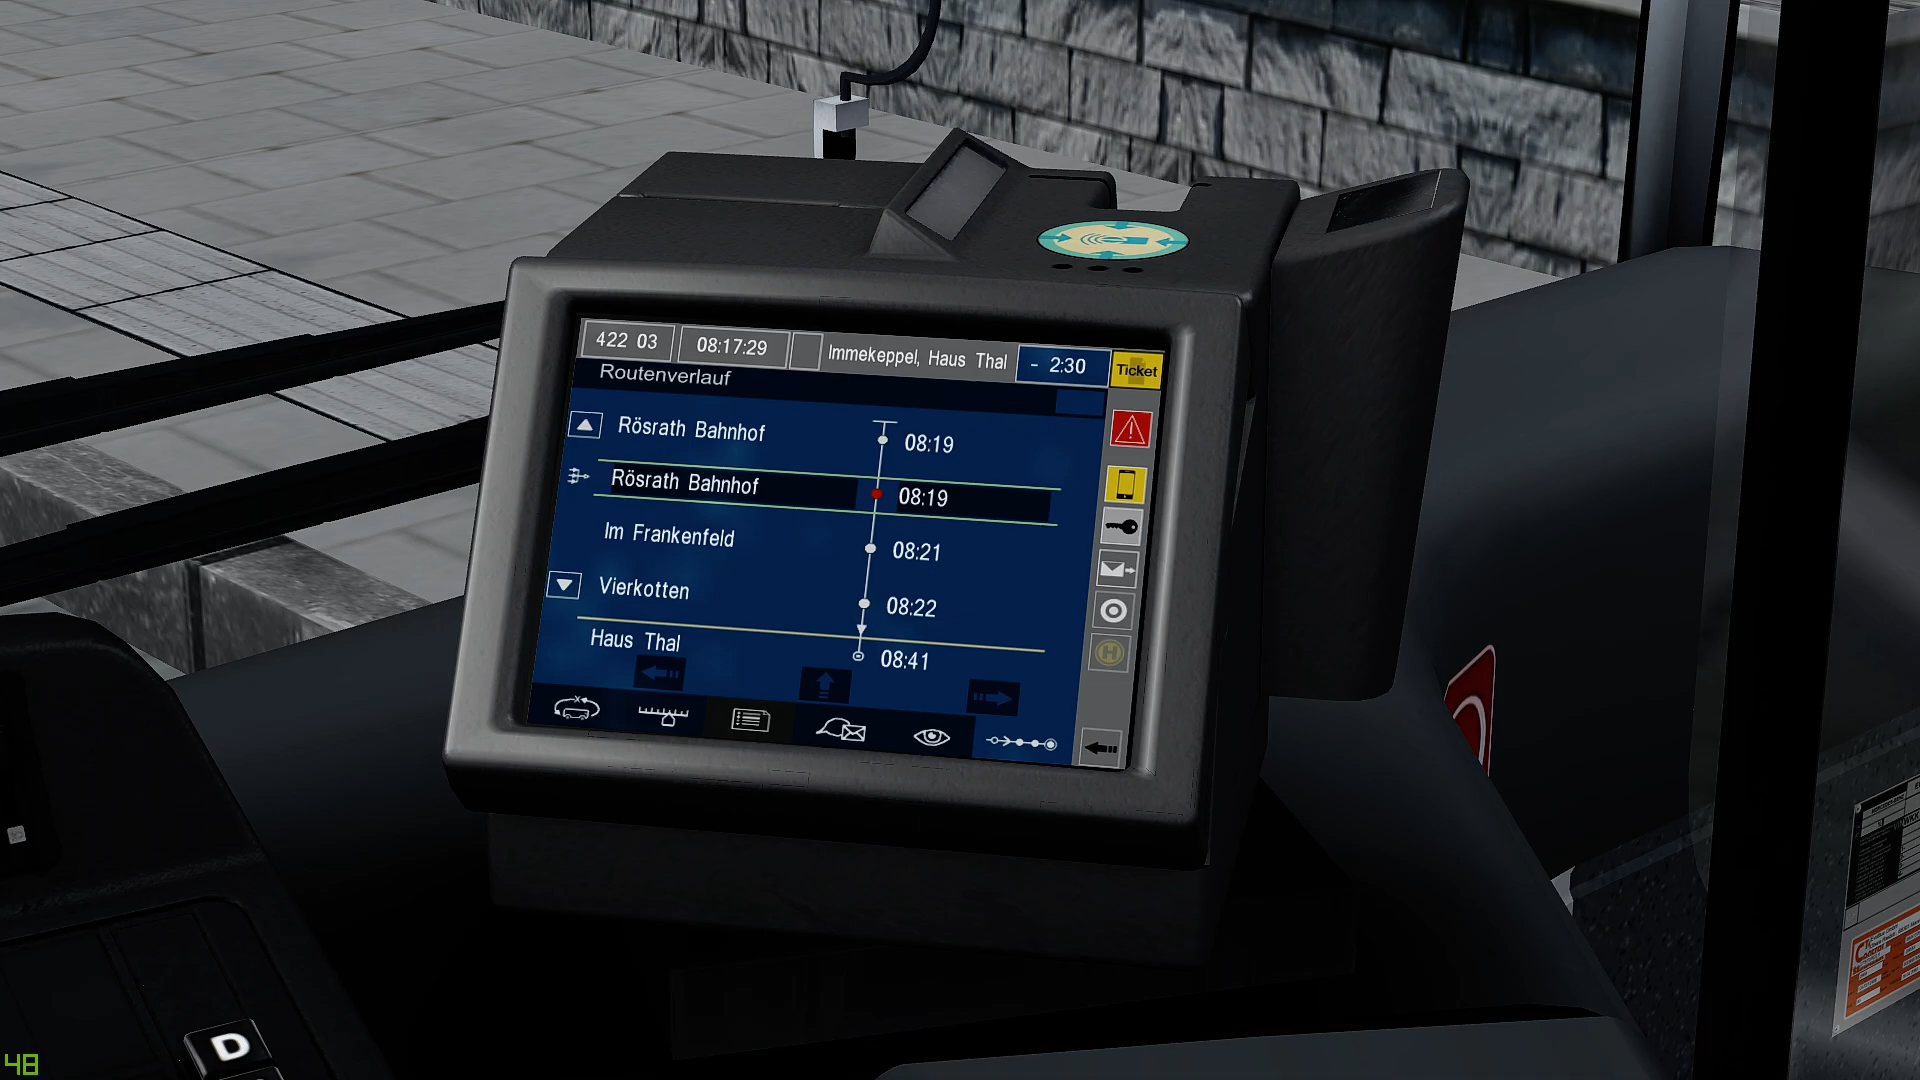 422 03
08:17:29
Immekeppel, Haus Thal
- 2:30
Ticket
Routenverlauf
Rösrath Bahnhof 08:19
Rösrath Bahnhof 08:19
Im Frankenfeld 08:21
Vierkotten 08:22
Haus Thal 08:41
H
D
48